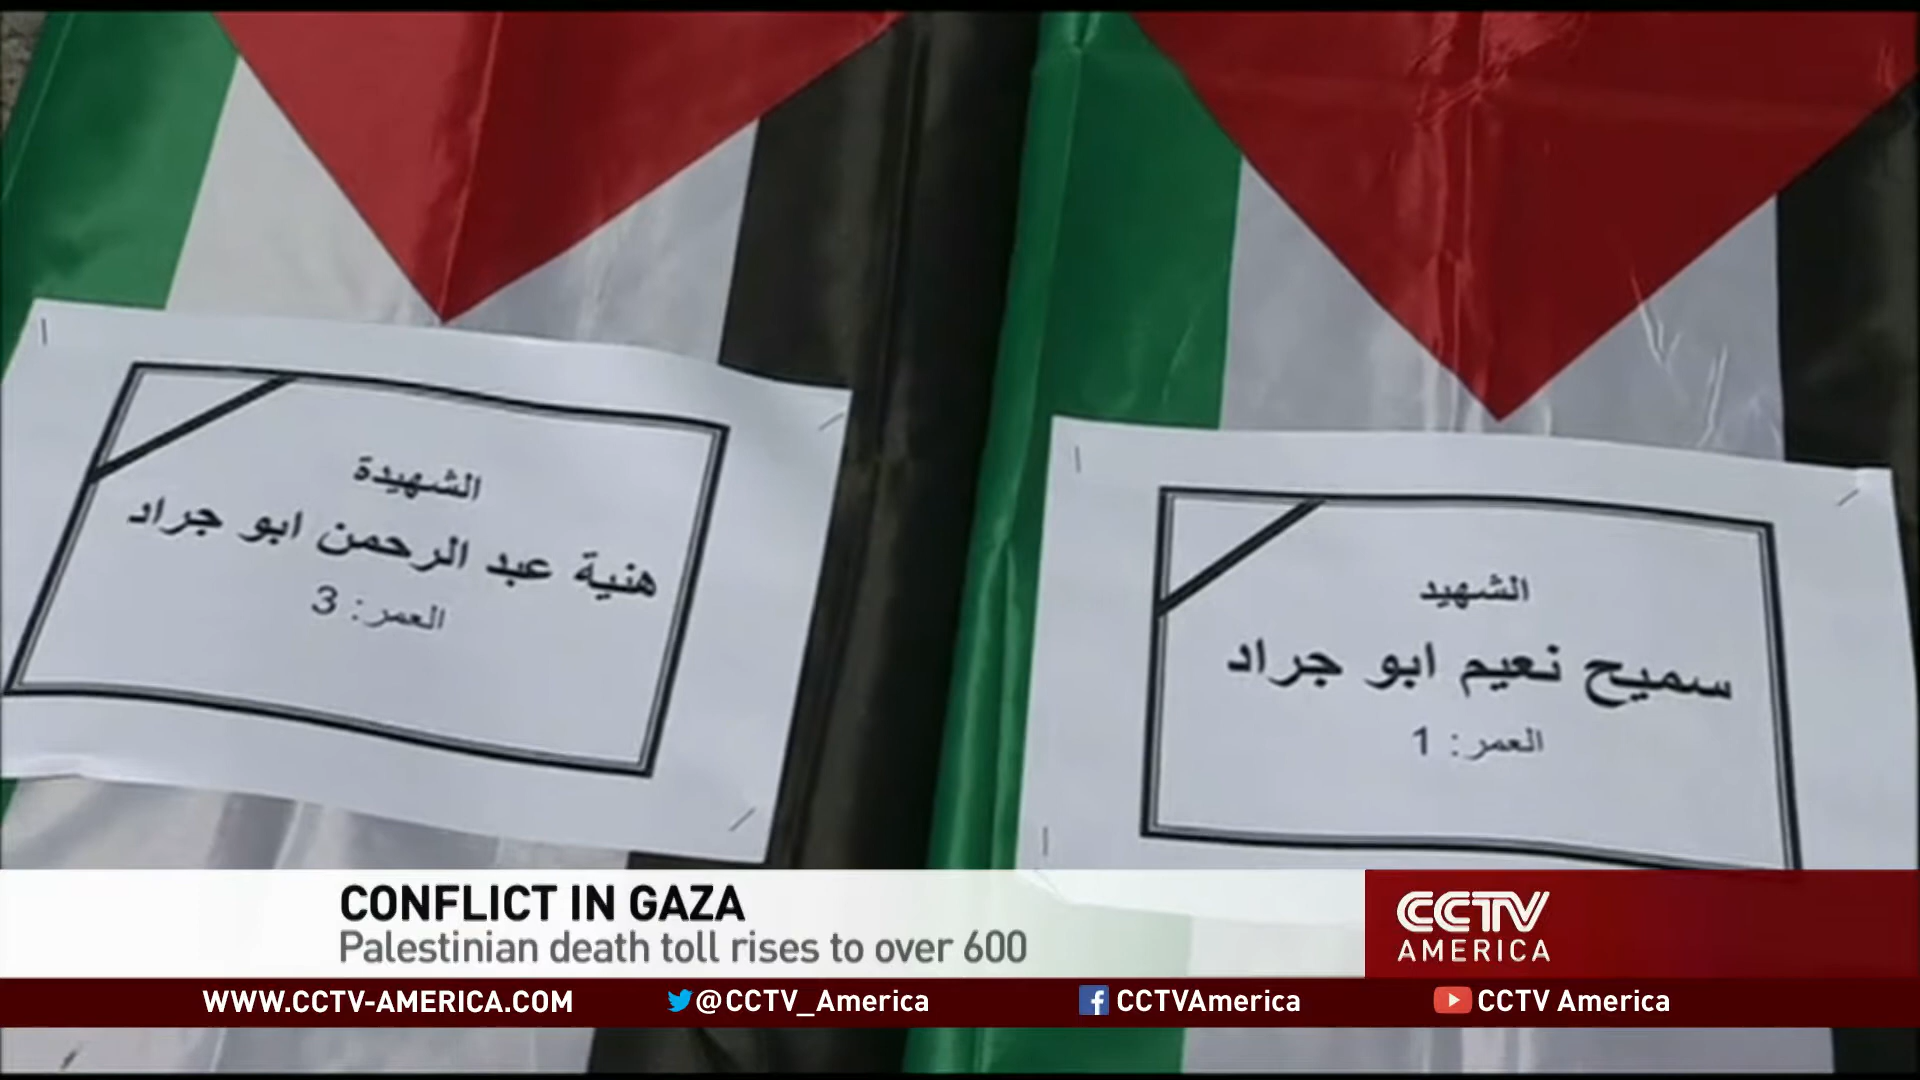 الشهيدة
هنية عبد الرحمن ابو جراد
العمر: 3
الشهيد
سميح نعيم ابو جراد
العمر: 1
CONFLICT IN GAZA
Palestinian death toll rises to over 600
CCTV
AMERICA
WWW.CCTV-AMERICA.COM
@CCTV_America
CCTVAmerica
CCTV America